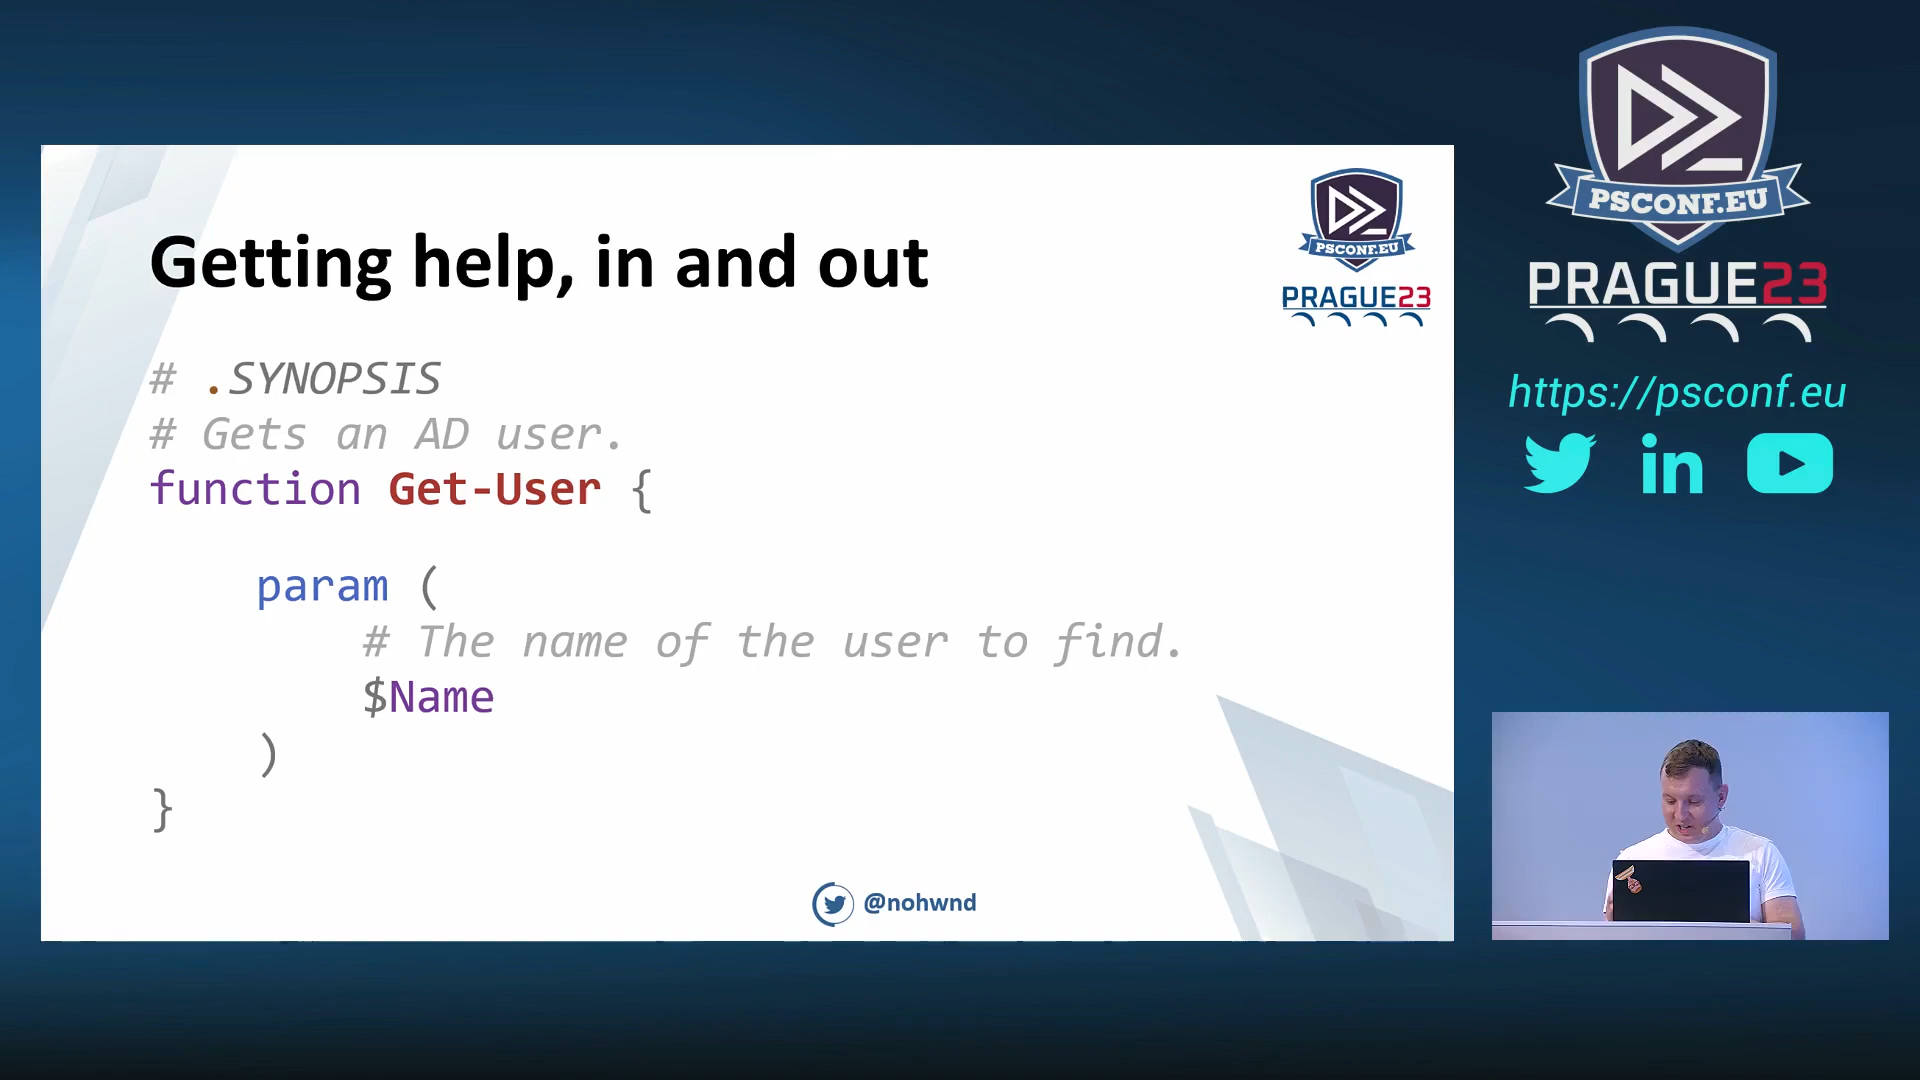 Getting help, in and out
PSCONF.EU
PRAGUE23
# .SYNOPSIS
# Gets an AD user.
function Get-User {
param (
# The name of the user to find.
$Name
)
}
@nohwnd
PSCONF.EU
PRAGUE23
https://psconf.eu
in